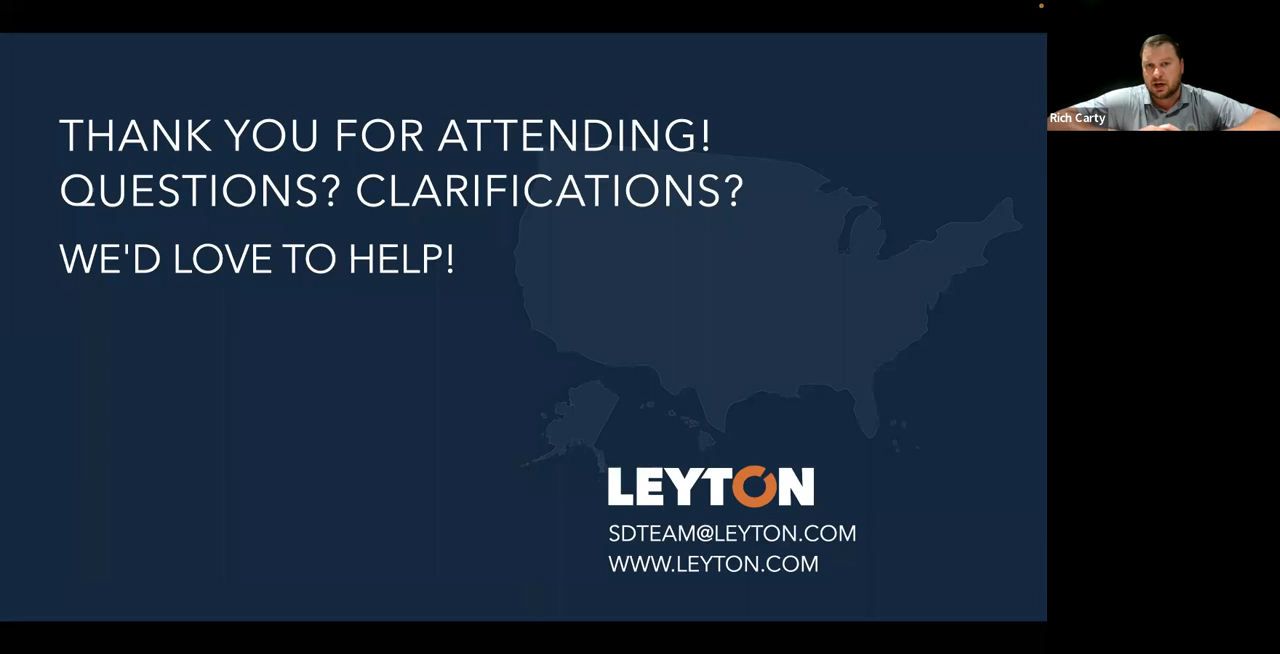 THANK YOU FOR ATTENDING!
QUESTIONS? CLARIFICATIONS?
WE'D LOVE TO HELP!
LEYTON
SDTEAM@LEYTON.COM
WWW.LEYTON.COM
Rich Carty